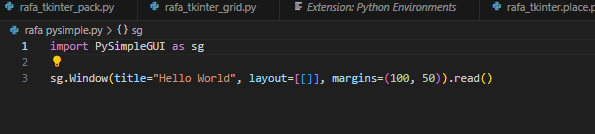 rafa_tkinter_pack.py rafa_tkinter_grid.py Extension: Python Environments rafa_tkinter.place.p
rafa pysimple.py > sg
1 import PySimpleGUI as sg
2
3 sg.Window(title="Hello World", layout=[[]], margins=(100, 50)).read()